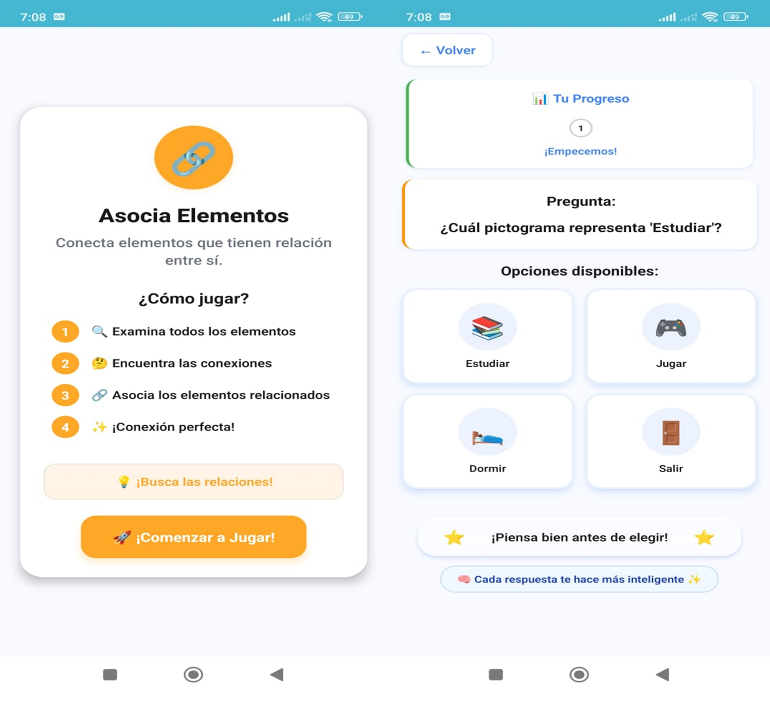 7:08
49
Asocia Elementos
Conecta elementos que tienen relación
entre sí.
¿Cómo jugar?
1 🔍 Examina todos los elementos
2 🤔 Encuentra las conexiones
3 🔗 Asocia los elementos relacionados
4 ✨ ¡Conexión perfecta!
💡 ¡Busca las relaciones!
🚀 ¡Comenzar a Jugar!
7:08
49
← Volver
📊 Tu Progreso
1
¡Empecemos!
Pregunta:
¿Cuál pictograma representa 'Estudiar'?
Opciones disponibles:
Estudiar
Jugar
Dormir
Salir
⭐ ¡Piensa bien antes de elegir! ⭐
🧠 Cada respuesta te hace más inteligente ✨